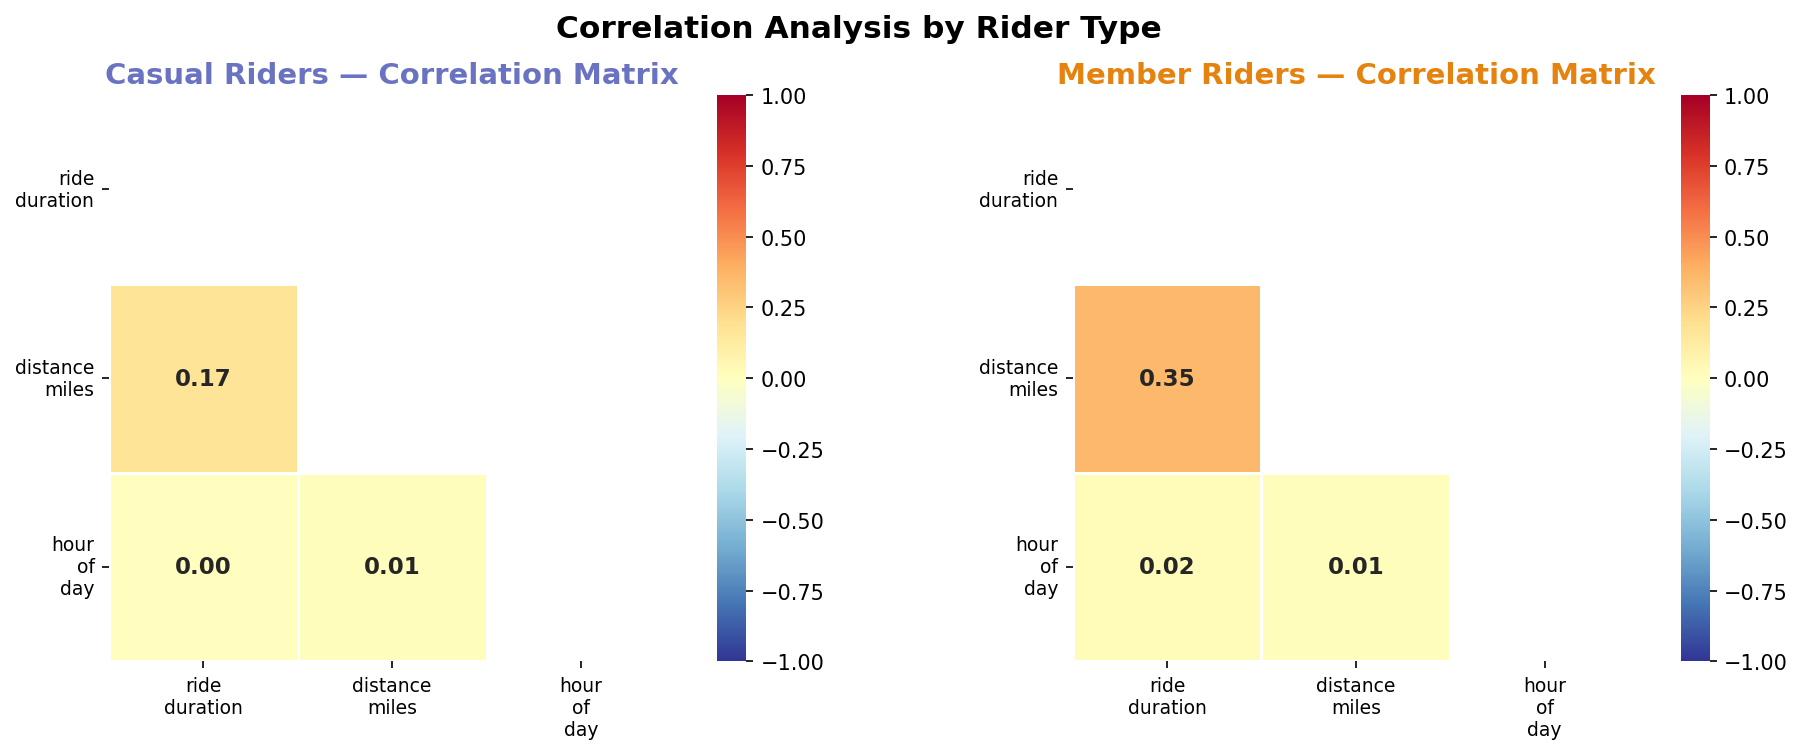 Correlation Analysis by Rider Type
Casual Riders — Correlation Matrix
1.00
0.75
0.50
0.25
0.00
−0.25
−0.50
−0.75
−1.00
ride
duration
distance
miles
hour
of
day
0.17
0.00 0.01
ride
duration
distance
miles
hour
of
day
Member Riders — Correlation Matrix
1.00
0.75
0.50
0.25
0.00
−0.25
−0.50
−0.75
−1.00
ride
duration
distance
miles
hour
of
day
0.35
0.02 0.01
ride
duration
distance
miles
hour
of
day